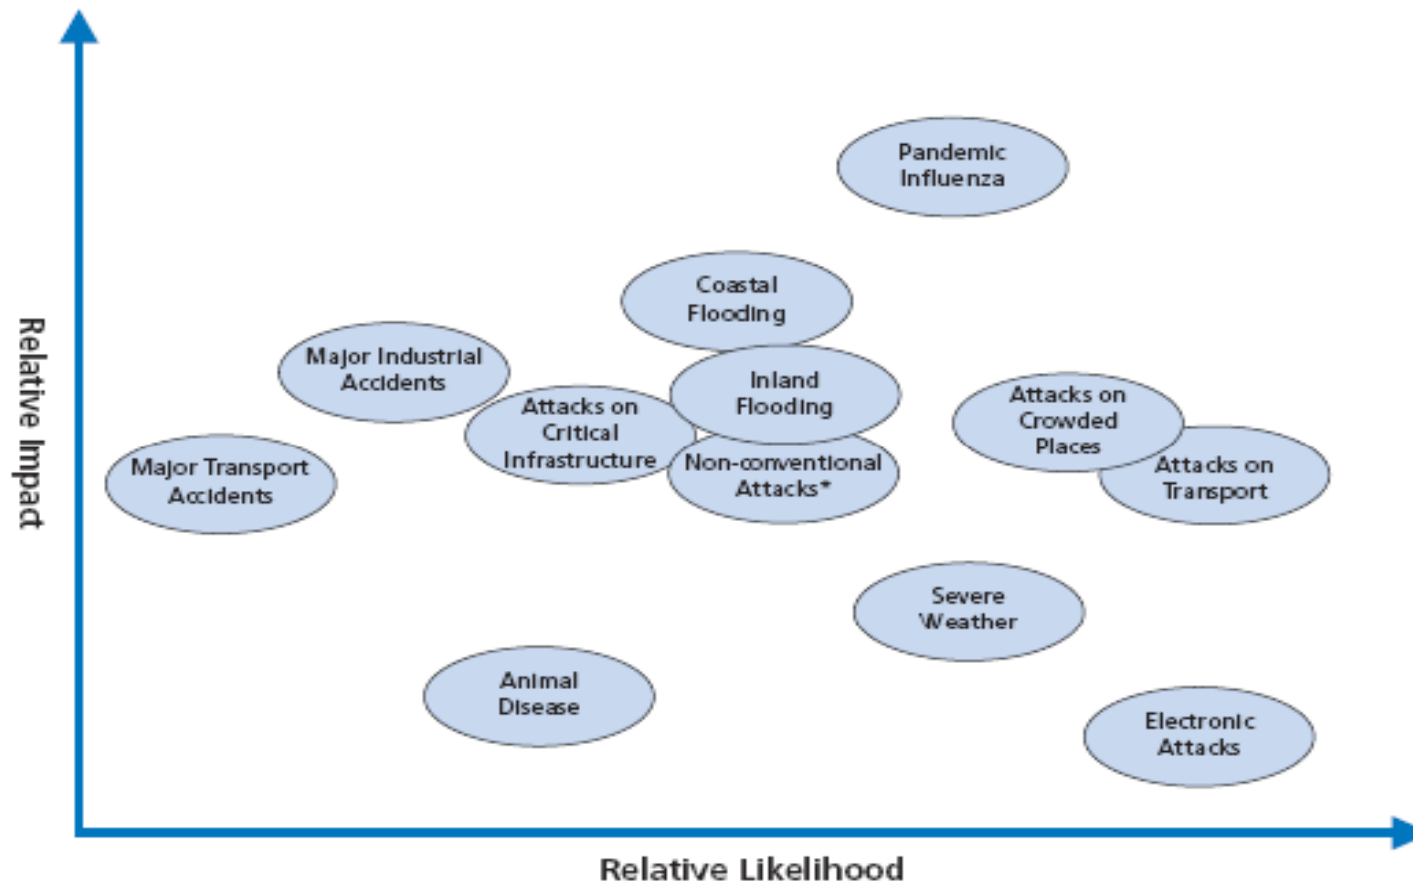 Pandemic
Influenza
Coastal
Flooding
Major Industrial
Accidents
Inland
Flooding
Attacks on
Critical
Infrastructure
Attacks on
Crowded
Places
Major Transport
Accidents
Non-conventional
Attacks*
Attacks on
Transport
Severe
Weather
Animal
Disease
Electronic
Attacks
Relative Impact
Relative Likelihood